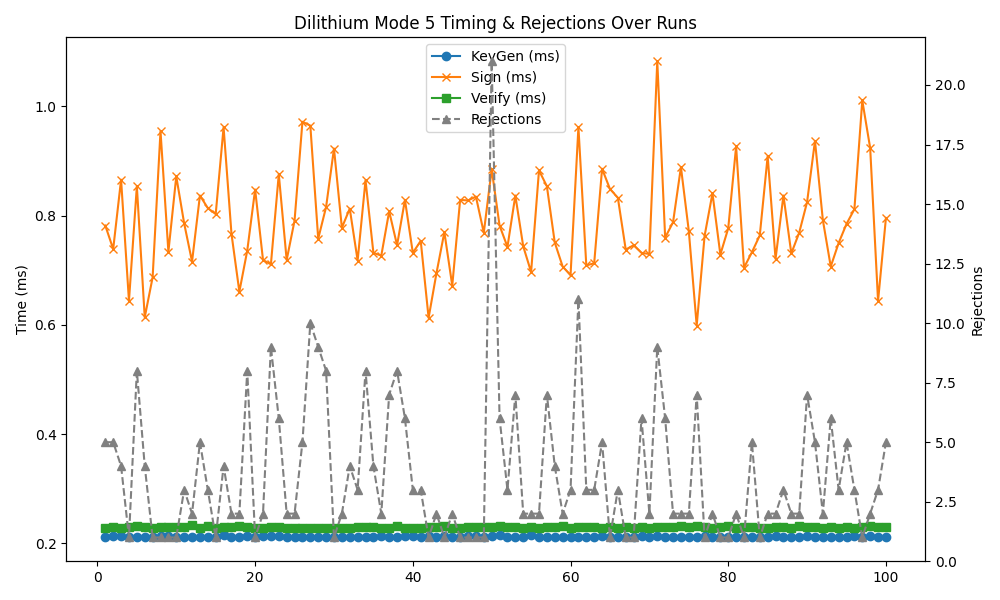 Dilithium Mode 5 Timing & Rejections Over Runs
KeyGen (ms)
Sign (ms)
Verify (ms)
Rejections
Time (ms)
1.0
0.8
0.6
0.4
0.2
20.0
17.5
15.0
12.5
10.0
7.5
5.0
2.5
0.0
Rejections
0
20
40
60
80
100